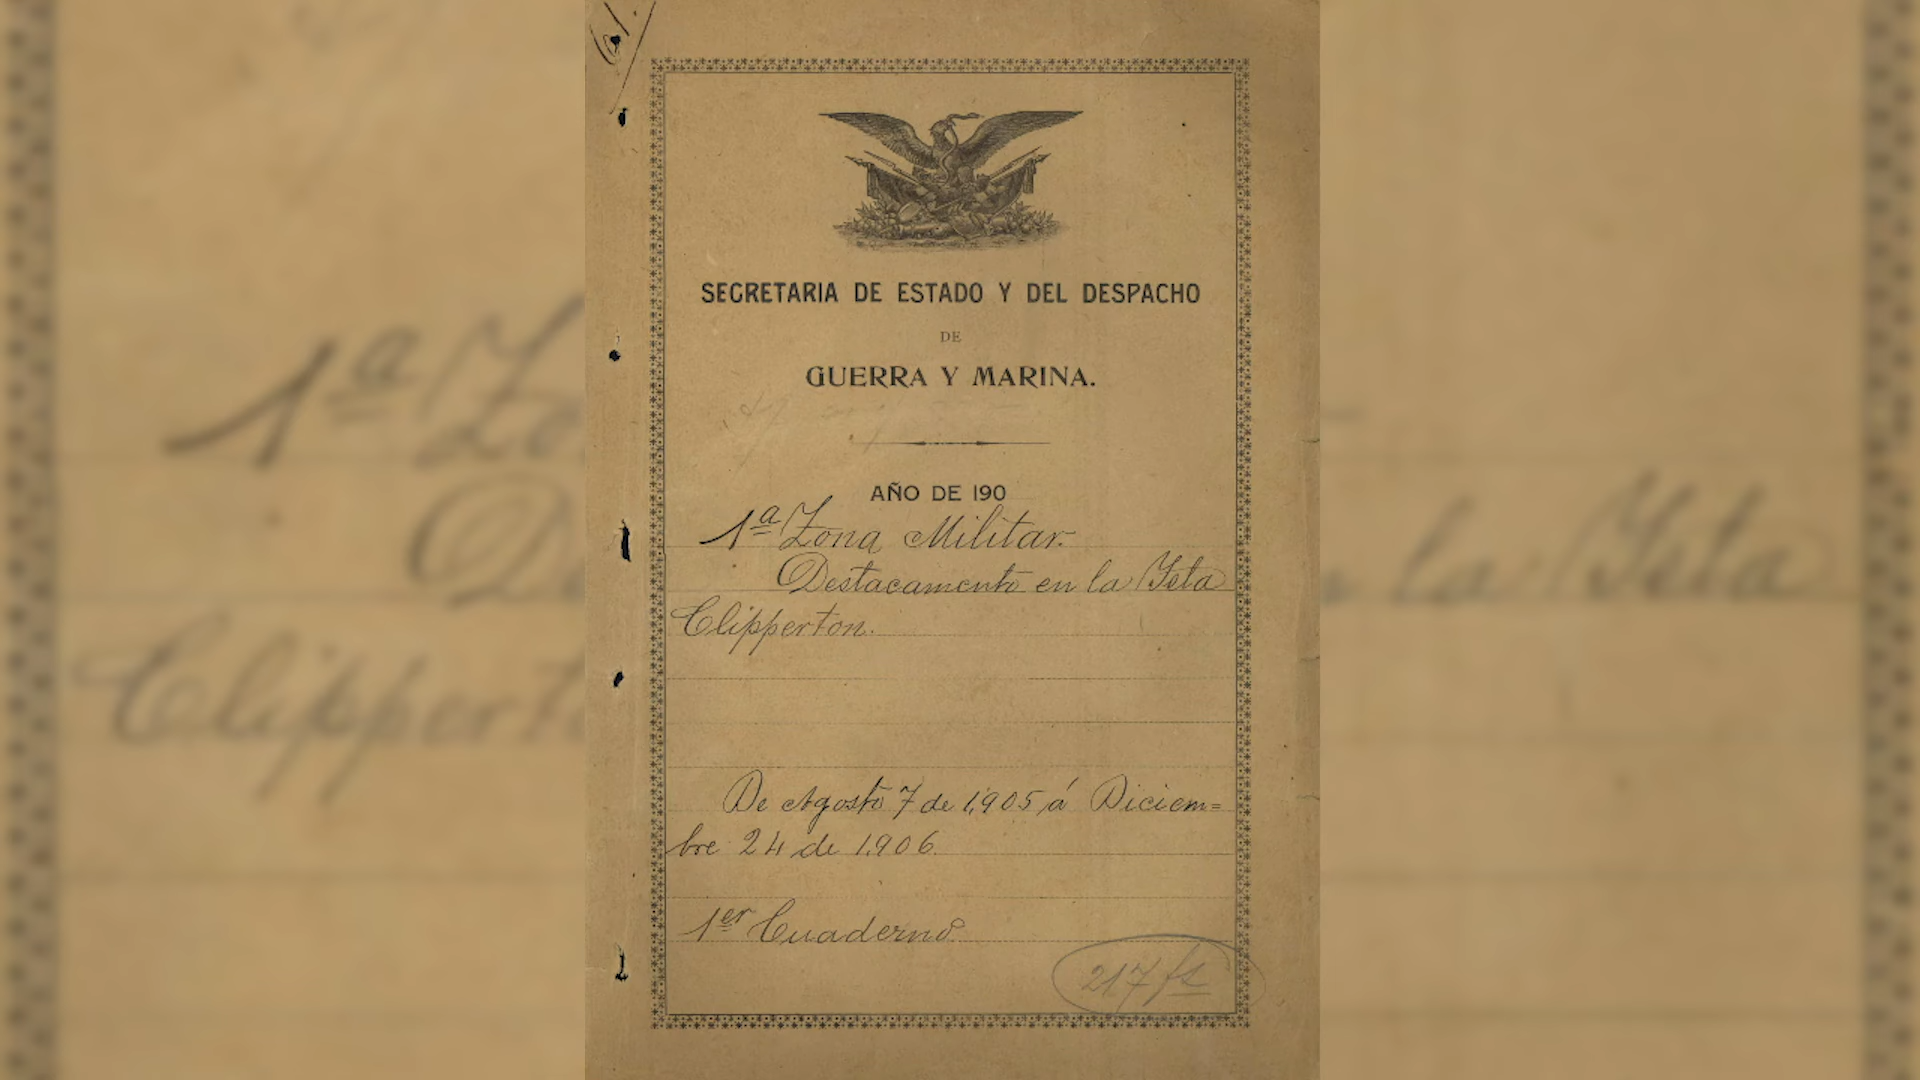 61.
SECRETARIA DE ESTADO Y DEL DESPACHO
DE
GUERRA Y MARINA.
AÑO DE 190
1ª Zona Militar.
Destacamento en la Isla
Clipperton.
De Agosto 7 de 1,905 á Diciem=
bre 24 de 1,906
1er Cuaderno
217 fs